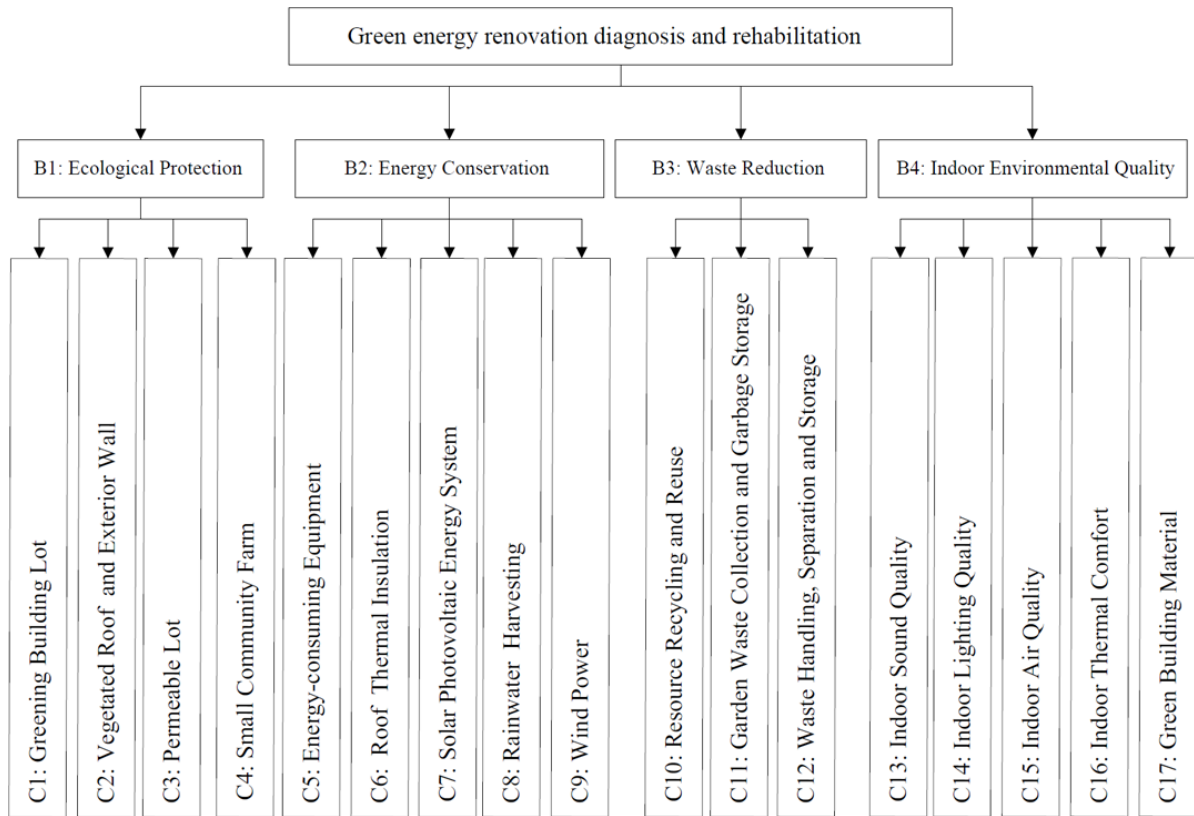 Green energy renovation diagnosis and rehabilitation
B1: Ecological Protection
B2: Energy Conservation
B3: Waste Reduction
B4: Indoor Environmental Quality
C1: Greening Building Lot
C2: Vegetated Roof and Exterior Wall
C3: Permeable Lot
C4: Small Community Farm
C5: Energy-consuming Equipment
C6: Roof Thermal Insulation
C7: Solar Photovoltaic Energy System
C8: Rainwater Harvesting
C9: Wind Power
C10: Resource Recycling and Reuse
C11: Garden Waste Collection and Garbage Storage
C12: Waste Handling, Separation and Storage
C13: Indoor Sound Quality
C14: Indoor Lighting Quality
C15: Indoor Air Quality
C16: Indoor Thermal Comfort
C17: Green Building Material